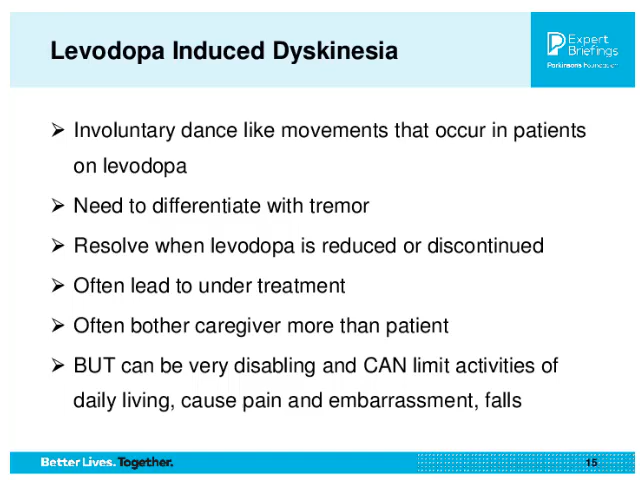 Levodopa Induced Dyskinesia
Expert
Briefings
Parkinson's Foundation
➢ Involuntary dance like movements that occur in patients
on levodopa
➢ Need to differentiate with tremor
➢ Resolve when levodopa is reduced or discontinued
➢ Often lead to under treatment
➢ Often bother caregiver more than patient
➢ BUT can be very disabling and CAN limit activities of
daily living, cause pain and embarrassment, falls
Better Lives. Together.
15